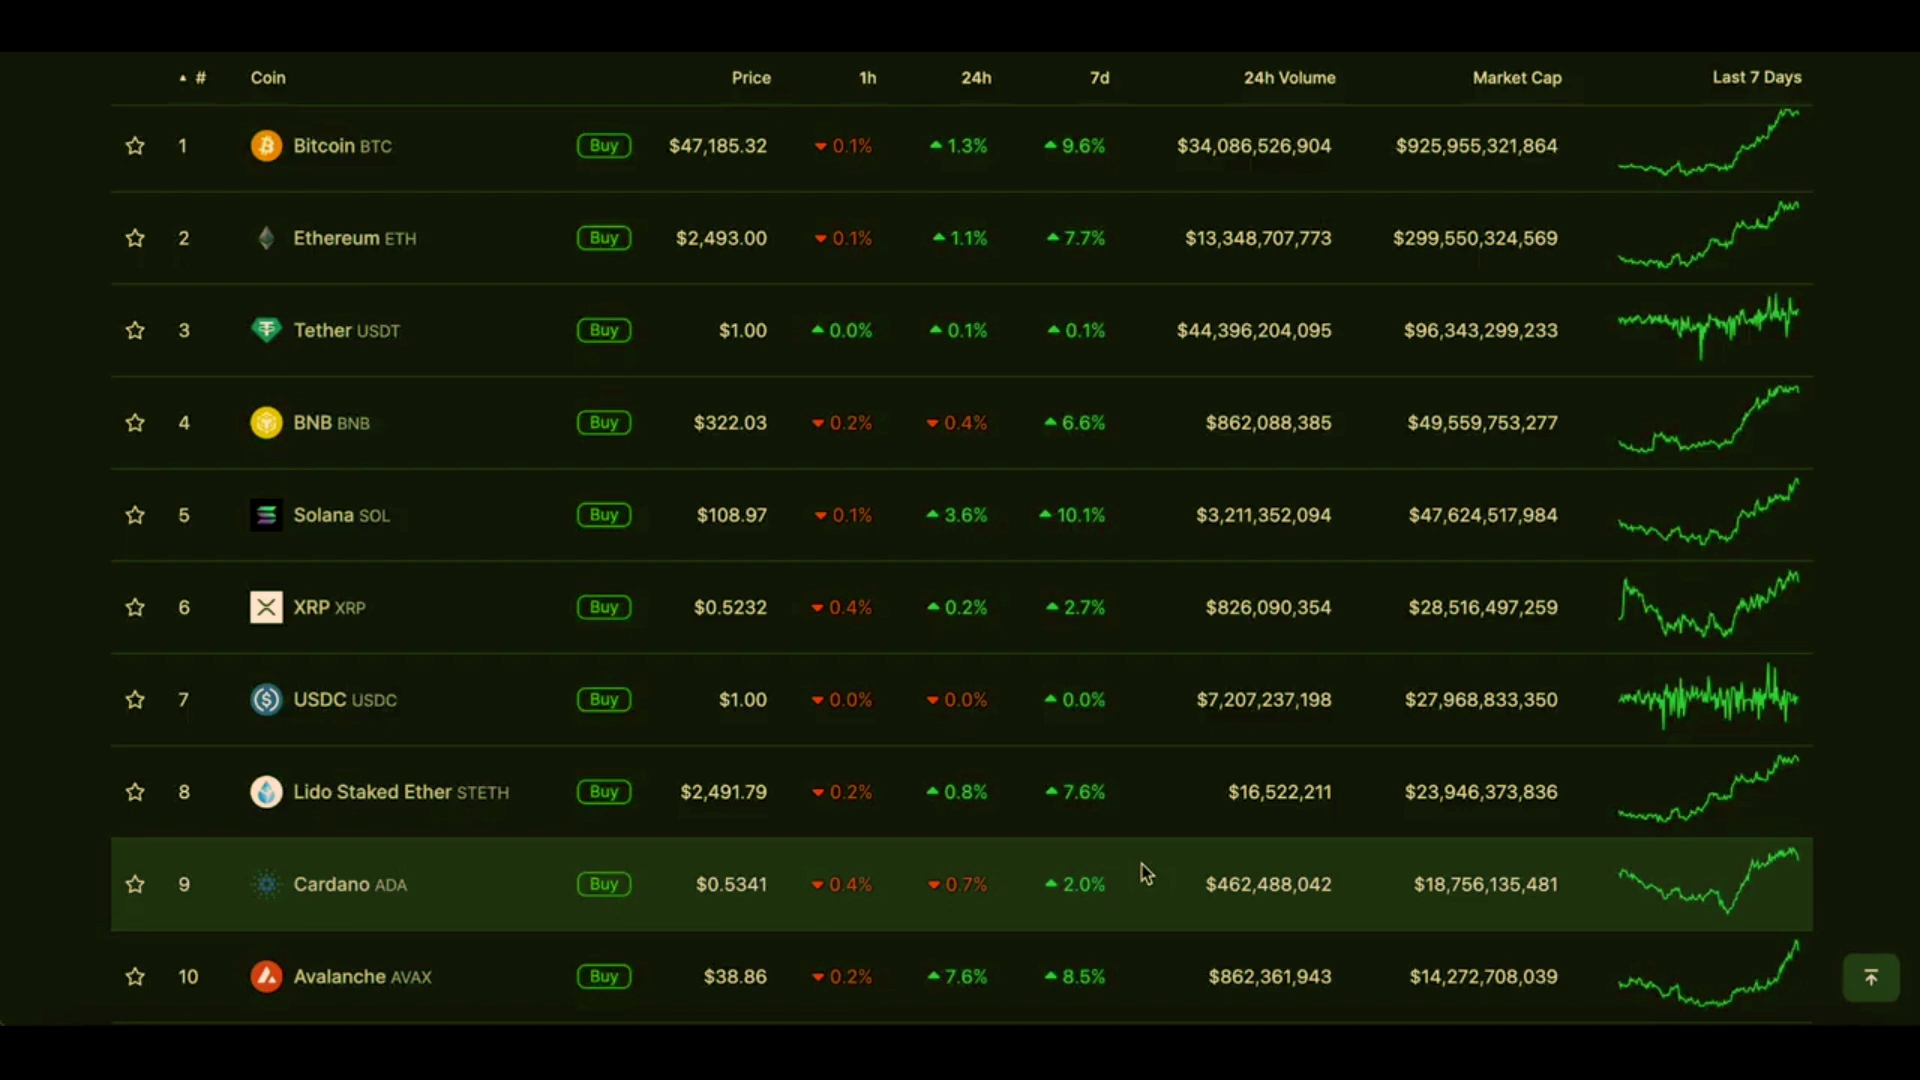 # Coin Price 1h 24h 7d 24h Volume Market Cap Last 7 Days
1 Bitcoin BTC Buy $47,185.32 0.1% 1.3% 9.6% $34,086,526,904 $925,955,321,864
2 Ethereum ETH Buy $2,493.00 0.1% 1.1% 7.7% $13,348,707,773 $299,550,324,569
3 Tether USDT Buy $1.00 0.0% 0.1% 0.1% $44,396,204,095 $96,343,299,233
4 BNB BNB Buy $322.03 0.2% 0.4% 6.6% $862,088,385 $49,559,753,277
5 Solana SOL Buy $108.97 0.1% 3.6% 10.1% $3,211,352,094 $47,624,517,984
6 XRP XRP Buy $0.5232 0.4% 0.2% 2.7% $826,090,354 $28,516,497,259
7 USDC USDC Buy $1.00 0.0% 0.0% 0.0% $7,207,237,198 $27,968,833,350
8 Lido Staked Ether STETH Buy $2,491.79 0.2% 0.8% 7.6% $16,522,211 $23,946,373,836
9 Cardano ADA Buy $0.5341 0.4% 0.7% 2.0% $462,488,042 $18,756,135,481
10 Avalanche AVAX Buy $38.86 0.2% 7.6% 8.5% $862,361,943 $14,272,708,039